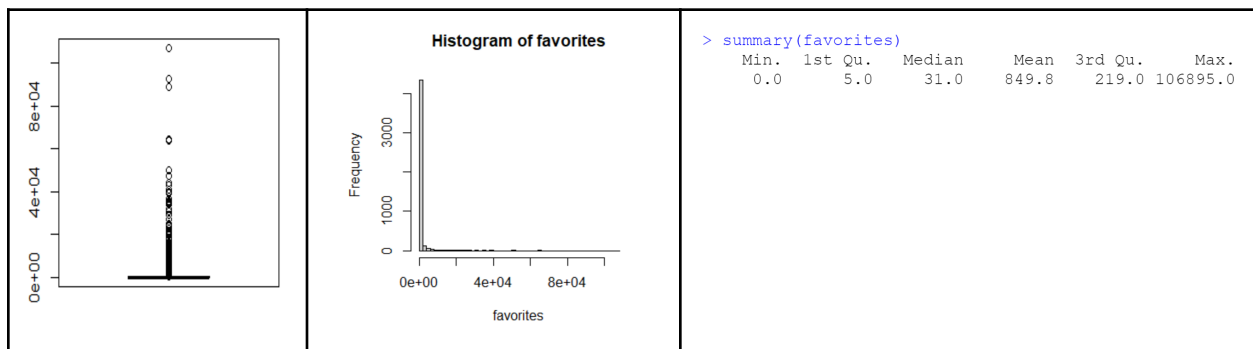 8e+04
4e+04
0e+00
Histogram of favorites
Frequency
3000
1000
0
0e+00 4e+04 8e+04
favorites
> summary(favorites)
Min. 1st Qu. Median Mean 3rd Qu. Max.
0.0 5.0 31.0 849.8 219.0 106895.0